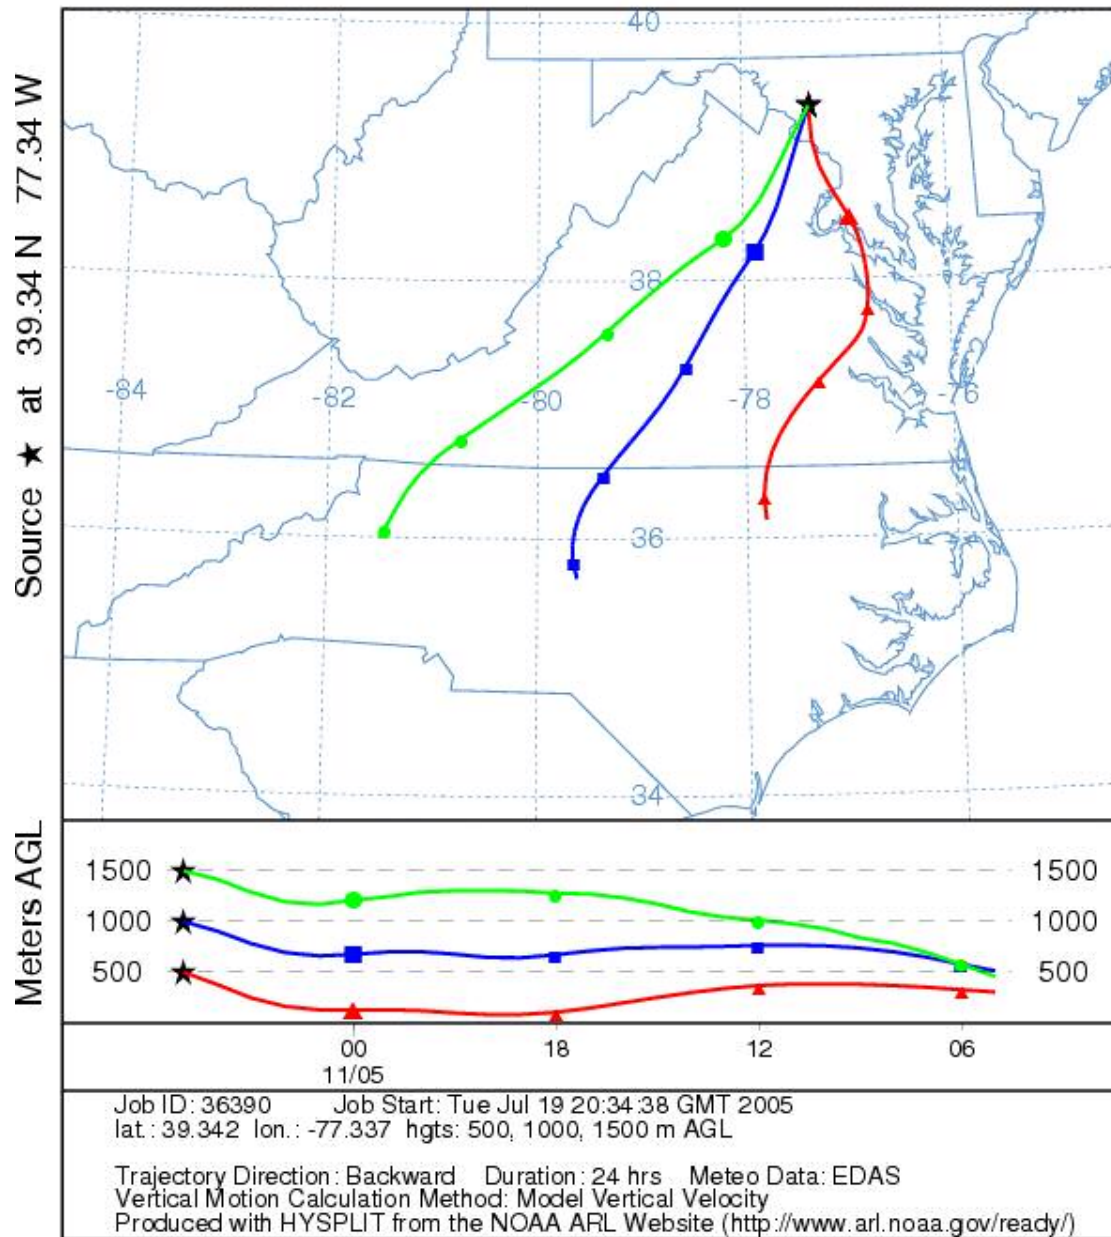 Source ★ at 39.34 N 77.34 W
40
38
-84
-82
-80
-78
-76
36
34
Meters AGL
1500
1500
1000
1000
500
500
00
18
12
06
11/05
Job ID: 36390 Job Start: Tue Jul 19 20:34:38 GMT 2005
lat.: 39.342 lon.: -77.337 hgts: 500, 1000, 1500 m AGL
Trajectory Direction: Backward Duration: 24 hrs Meteo Data: EDAS
Vertical Motion Calculation Method: Model Vertical Velocity
Produced with HYSPLIT from the NOAA ARL Website (http://www.arl.noaa.gov/ready/)